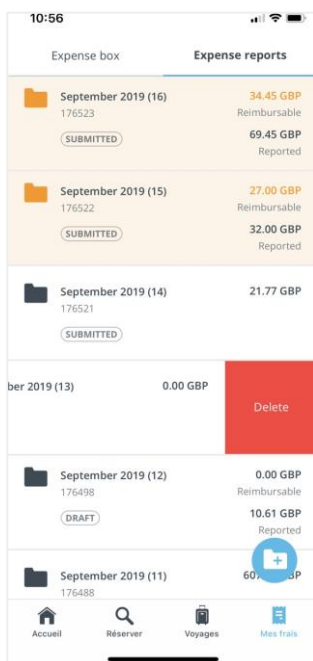 10:56
Expense box
Expense reports
September 2019 (16)
34.45 GBP
176523
Reimbursable
SUBMITTED
69.45 GBP
Reported
September 2019 (15)
27.00 GBP
176522
Reimbursable
SUBMITTED
32.00 GBP
Reported
September 2019 (14)
21.77 GBP
176521
SUBMITTED
ber 2019 (13)
0.00 GBP
Delete
September 2019 (12)
0.00 GBP
176498
Reimbursable
DRAFT
10.61 GBP
Reported
September 2019 (11)
176488
Accueil
Réserver
Voyages
Mes frais